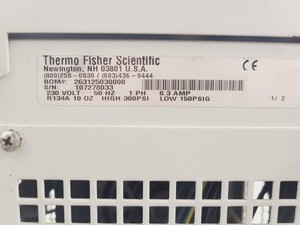 Thermo Fisher Scientific
Newington, NH 03801 U.S.A.
(800)258-0830 / (603)436-9444
BOM#: 263125030000
S/N: 107278033
230 VOLT 50 HZ 1 PH 6.3 AMP
R134A 10 OZ HIGH-300PSI LOW 150PSIG 1/ 2
CE